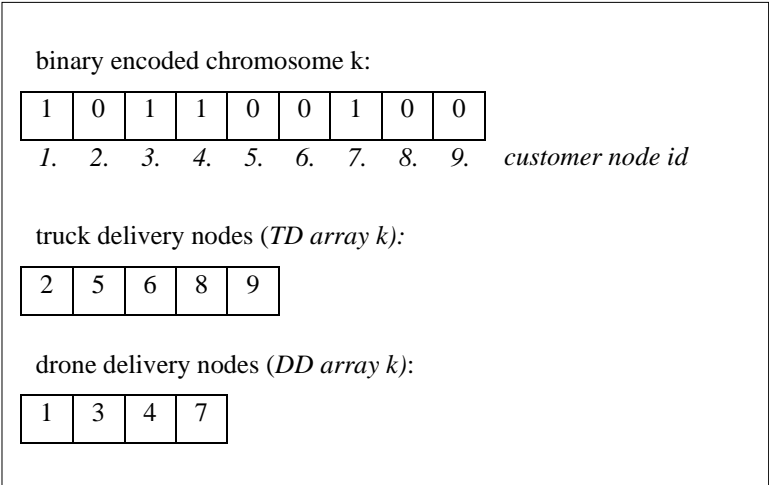 binary encoded chromosome k:
1 0 1 1 0 0 1 0 0
1. 2. 3. 4. 5. 6. 7. 8. 9. customer node id
truck delivery nodes (TD array k):
2 5 6 8 9
drone delivery nodes (DD array k):
1 3 4 7